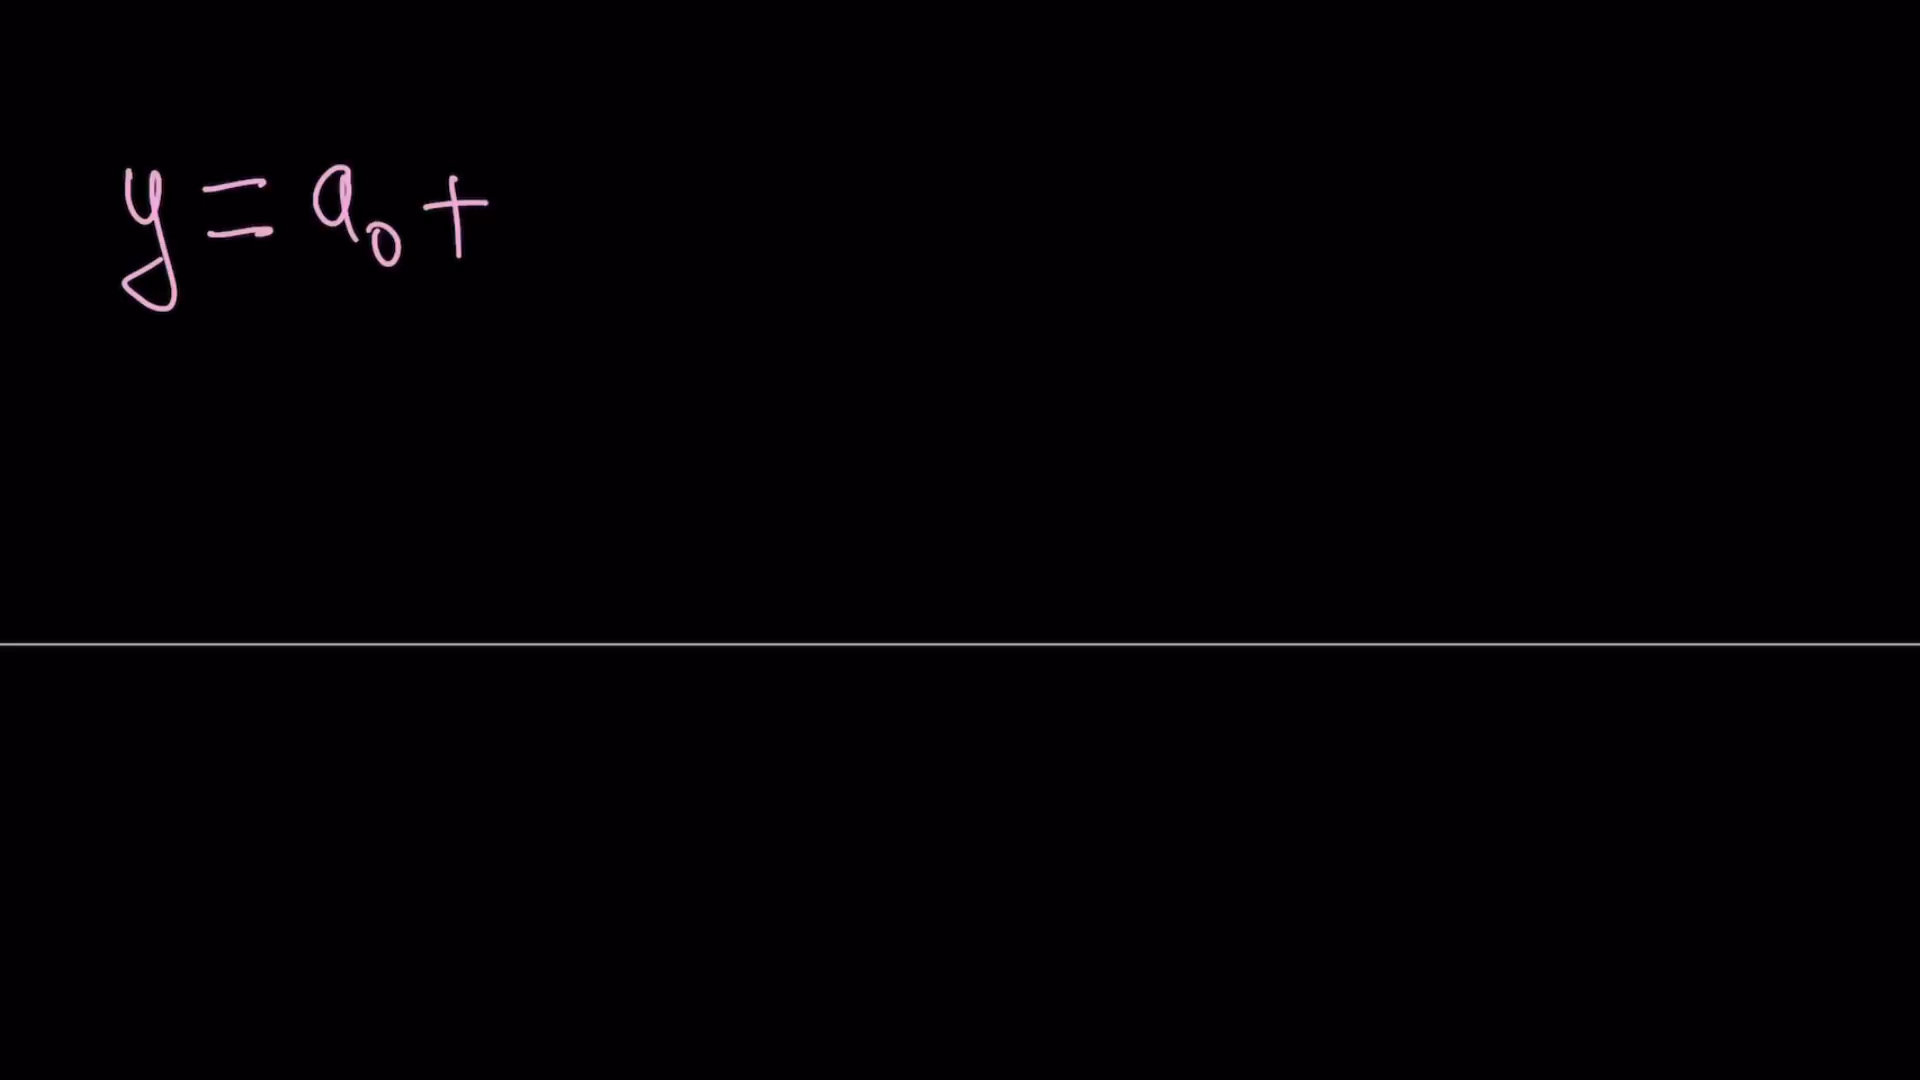 y = a₀ +